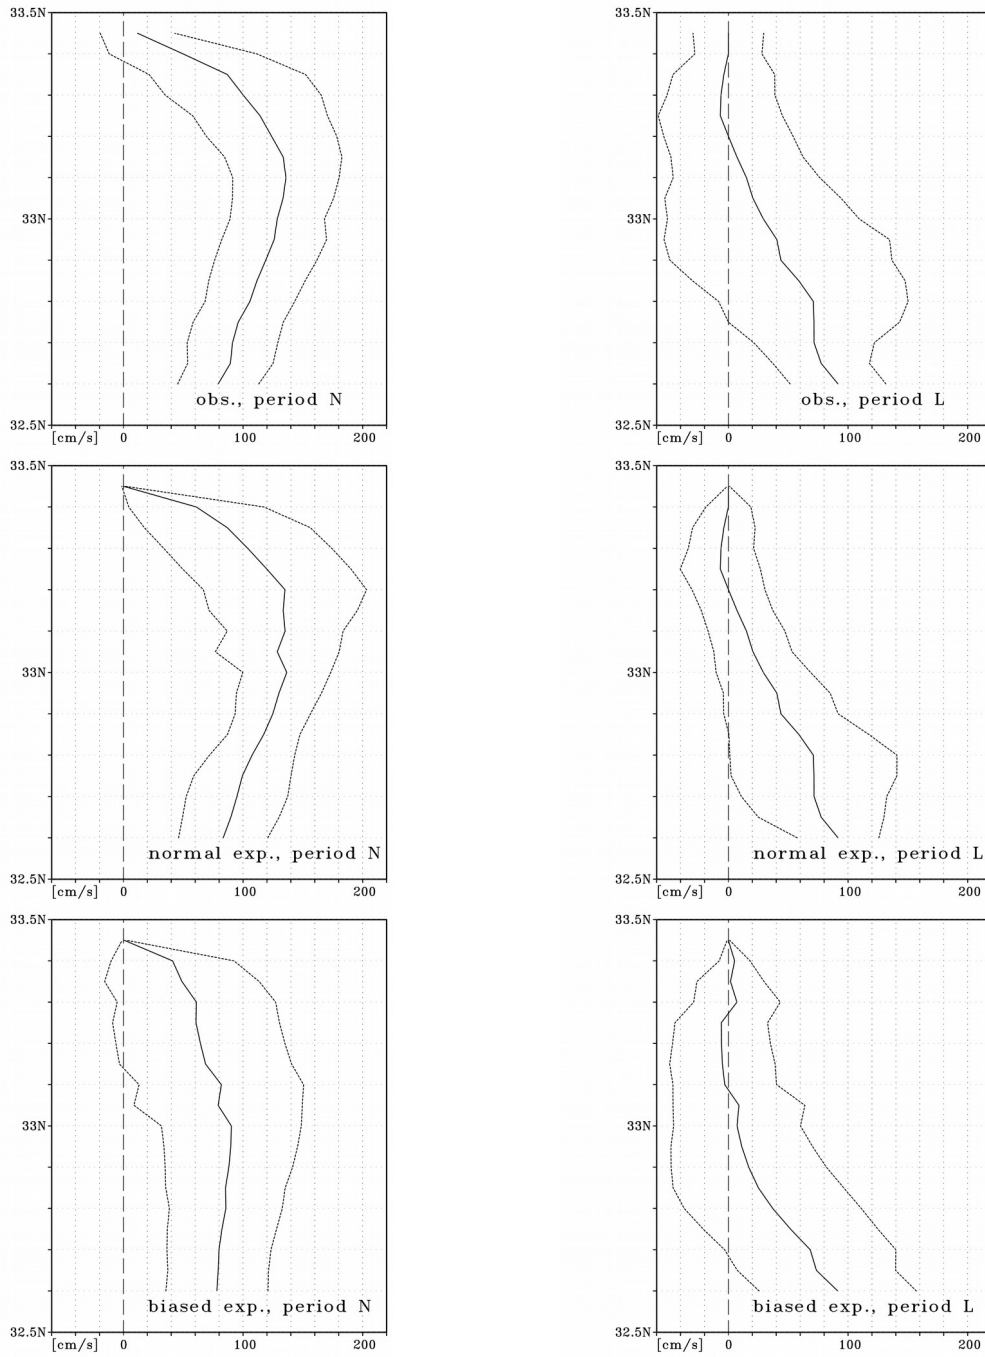 33.5N
33N
32.5N
[cm/s] 0 100 200
obs., period N
33.5N
33N
32.5N
[cm/s] 0 100 200
obs., period L
33.5N
33N
32.5N
[cm/s] 0 100 200
normal exp., period N
33.5N
33N
32.5N
[cm/s] 0 100 200
normal exp., period L
33.5N
33N
32.5N
[cm/s] 0 100 200
biased exp., period N
33.5N
33N
32.5N
[cm/s] 0 100 200
biased exp., period L